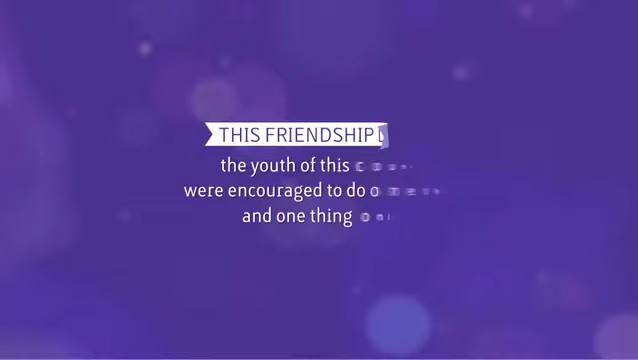 THIS FRIENDSHIP
the youth of this
were encouraged to do
and one thing